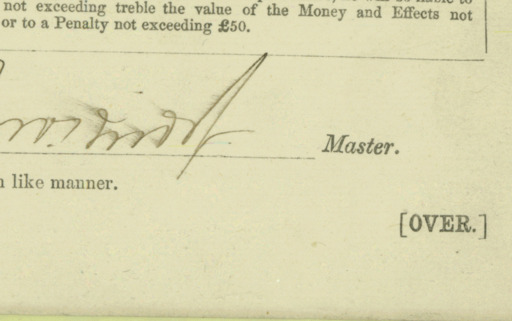 not exceeding treble the value of the Money and Effects not
or to a Penalty not exceeding £50.
Master.
like manner.
[OVER.]